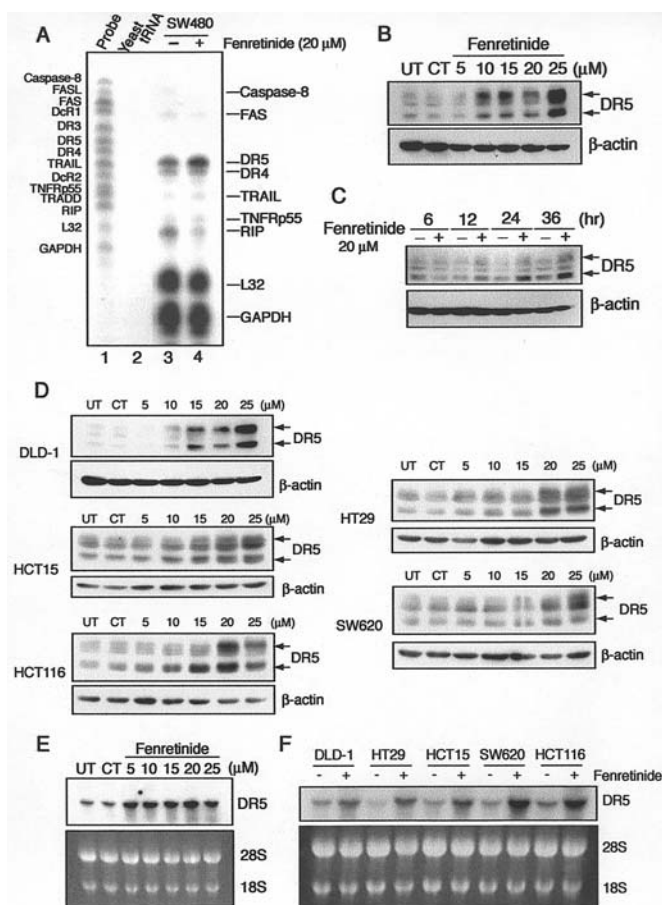 A
Probe
Yeast tRNA
SW480
− +
Fenretinide (20 μM)
Caspase-8
FASL
FAS
DcR1
DR3
DR5
DR4
TRAIL
DcR2
TNFRp55
TRADD
RIP
L32
GAPDH
Caspase-8
FAS
DR5
DR4
TRAIL
TNFRp55
RIP
L32
GAPDH
1 2 3 4
B
Fenretinide
UT CT 5 10 15 20 25 (μM)
DR5
β-actin
C
6 12 24 36 (hr)
Fenretinide − + − + − + − +
20 μM
DR5
β-actin
D
UT CT 5 10 15 20 25 (μM)
DR5
DLD-1
β-actin
UT CT 5 10 15 20 25 (μM)
DR5
HCT15
β-actin
UT CT 5 10 15 20 25 (μM)
DR5
HCT116
β-actin
UT CT 5 10 15 20 25 (μM)
DR5
HT29
β-actin
UT CT 5 10 15 20 25 (μM)
DR5
SW620
β-actin
E
Fenretinide
UT CT 5 10 15 20 25 (μM)
DR5
28S
18S
F
DLD-1 HT29 HCT15 SW620 HCT116
- + - + - + - + - + Fenretinide
DR5
28S
18S